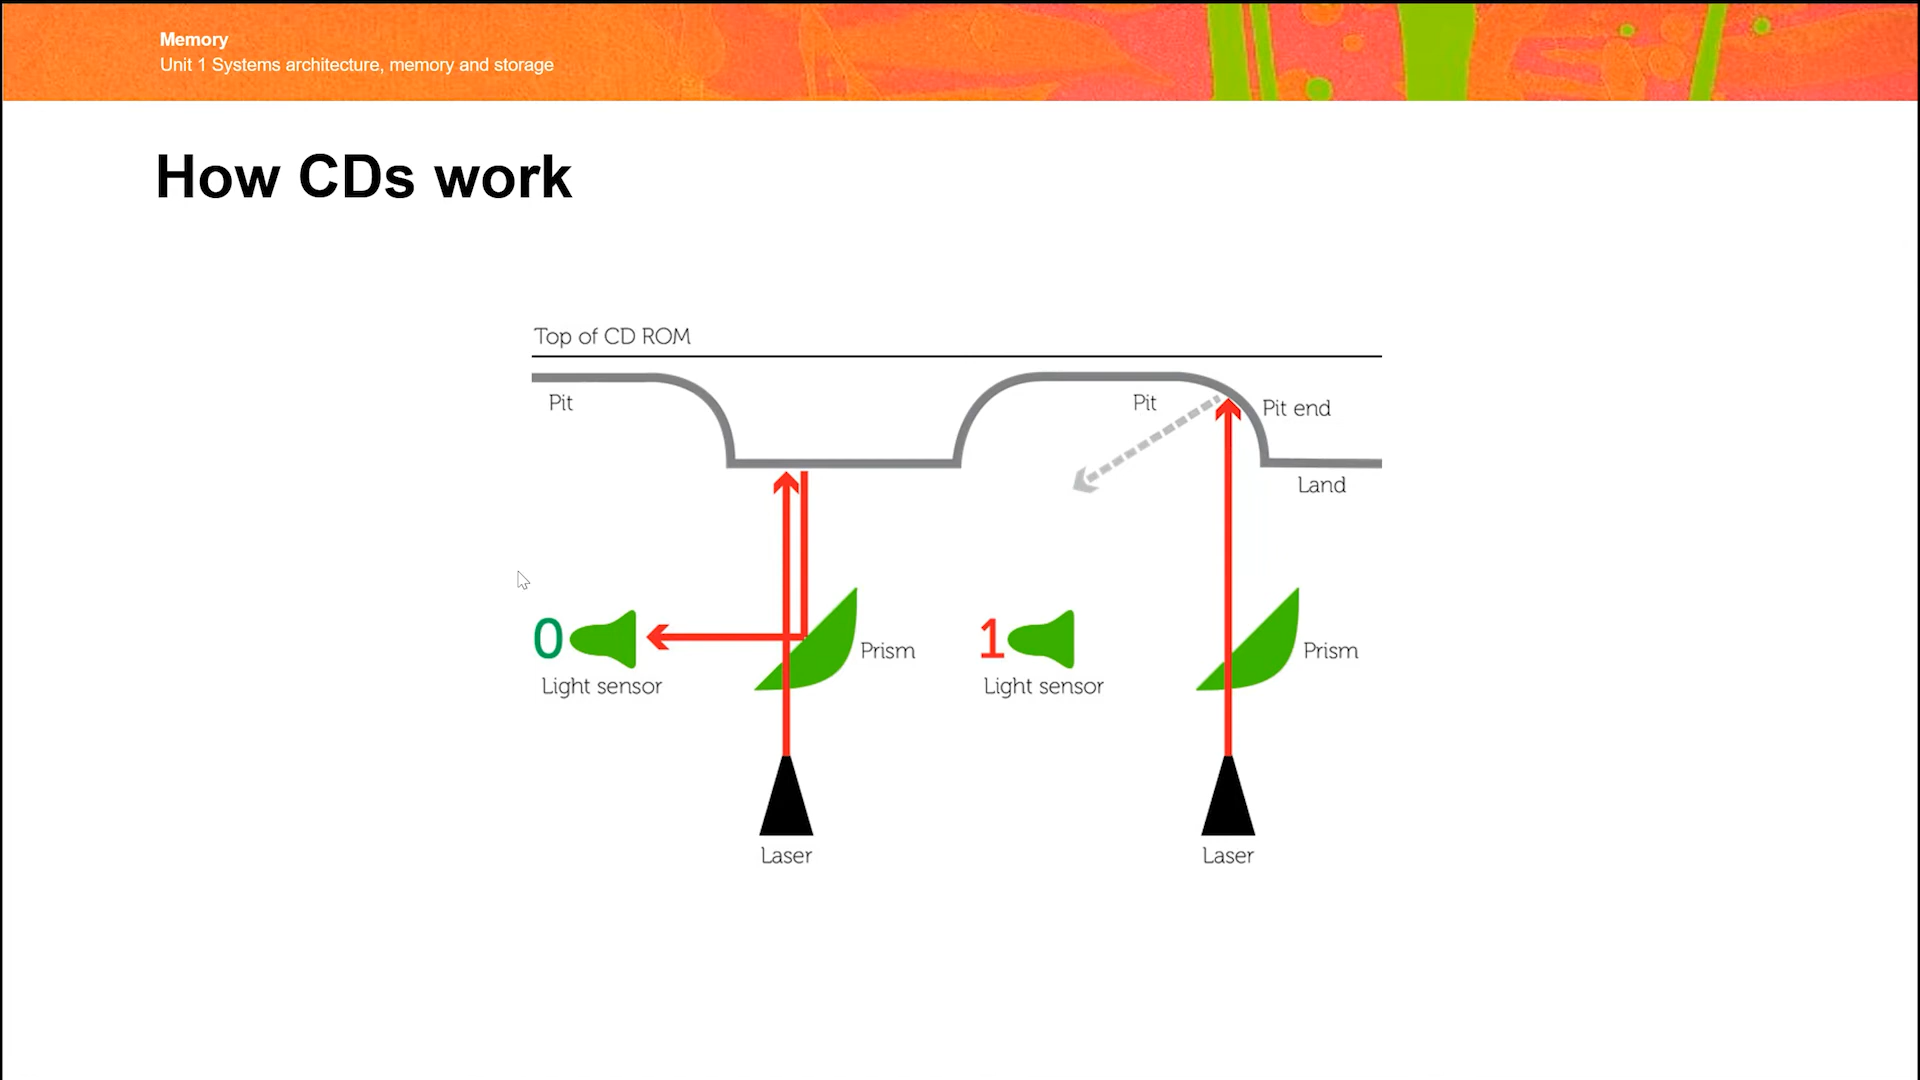 Memory
Unit 1 Systems architecture, memory and storage
How CDs work
Top of CD ROM
Pit
Pit
Pit end
Land
0
1
Prism
Prism
Light sensor
Light sensor
Laser
Laser